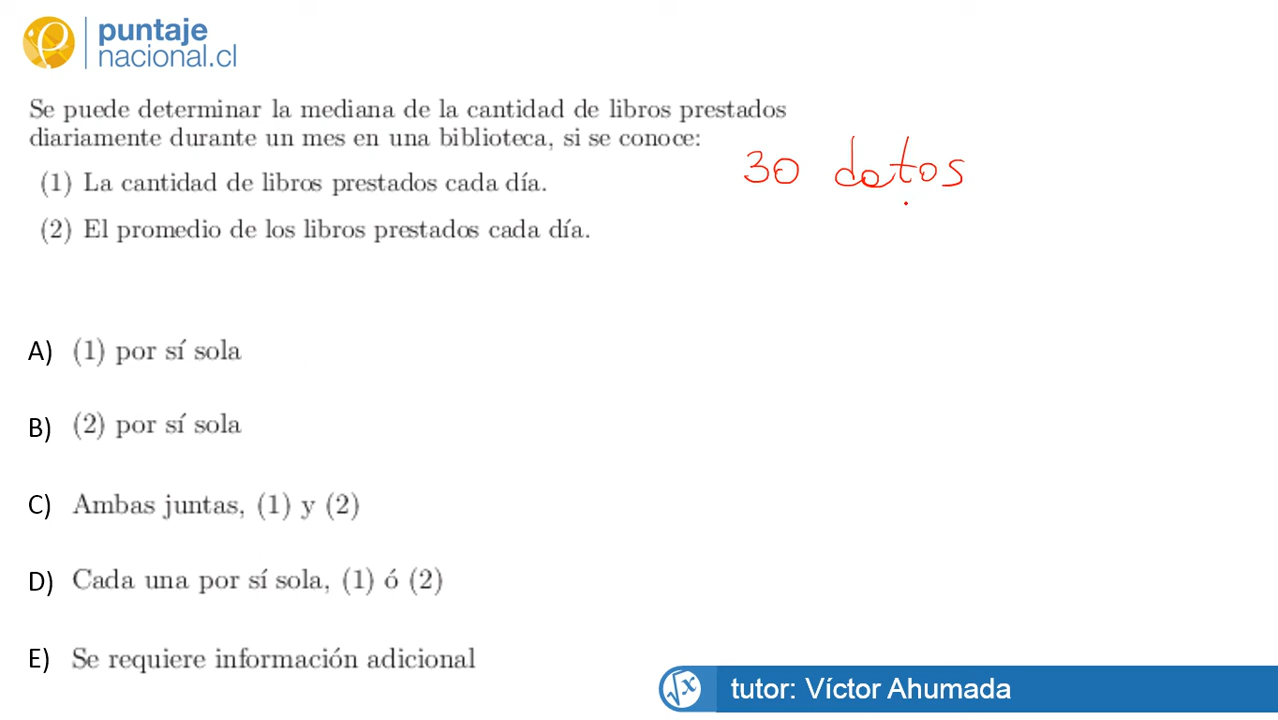 puntaje
nacional.cl
Se puede determinar la mediana de la cantidad de libros prestados
diariamente durante un mes en una biblioteca, si se conoce:
30 datos
(1) La cantidad de libros prestados cada día.
(2) El promedio de los libros prestados cada día.
A) (1) por sí sola
B) (2) por sí sola
C) Ambas juntas, (1) y (2)
D) Cada una por sí sola, (1) ó (2)
E) Se requiere información adicional
√x tutor: Víctor Ahumada